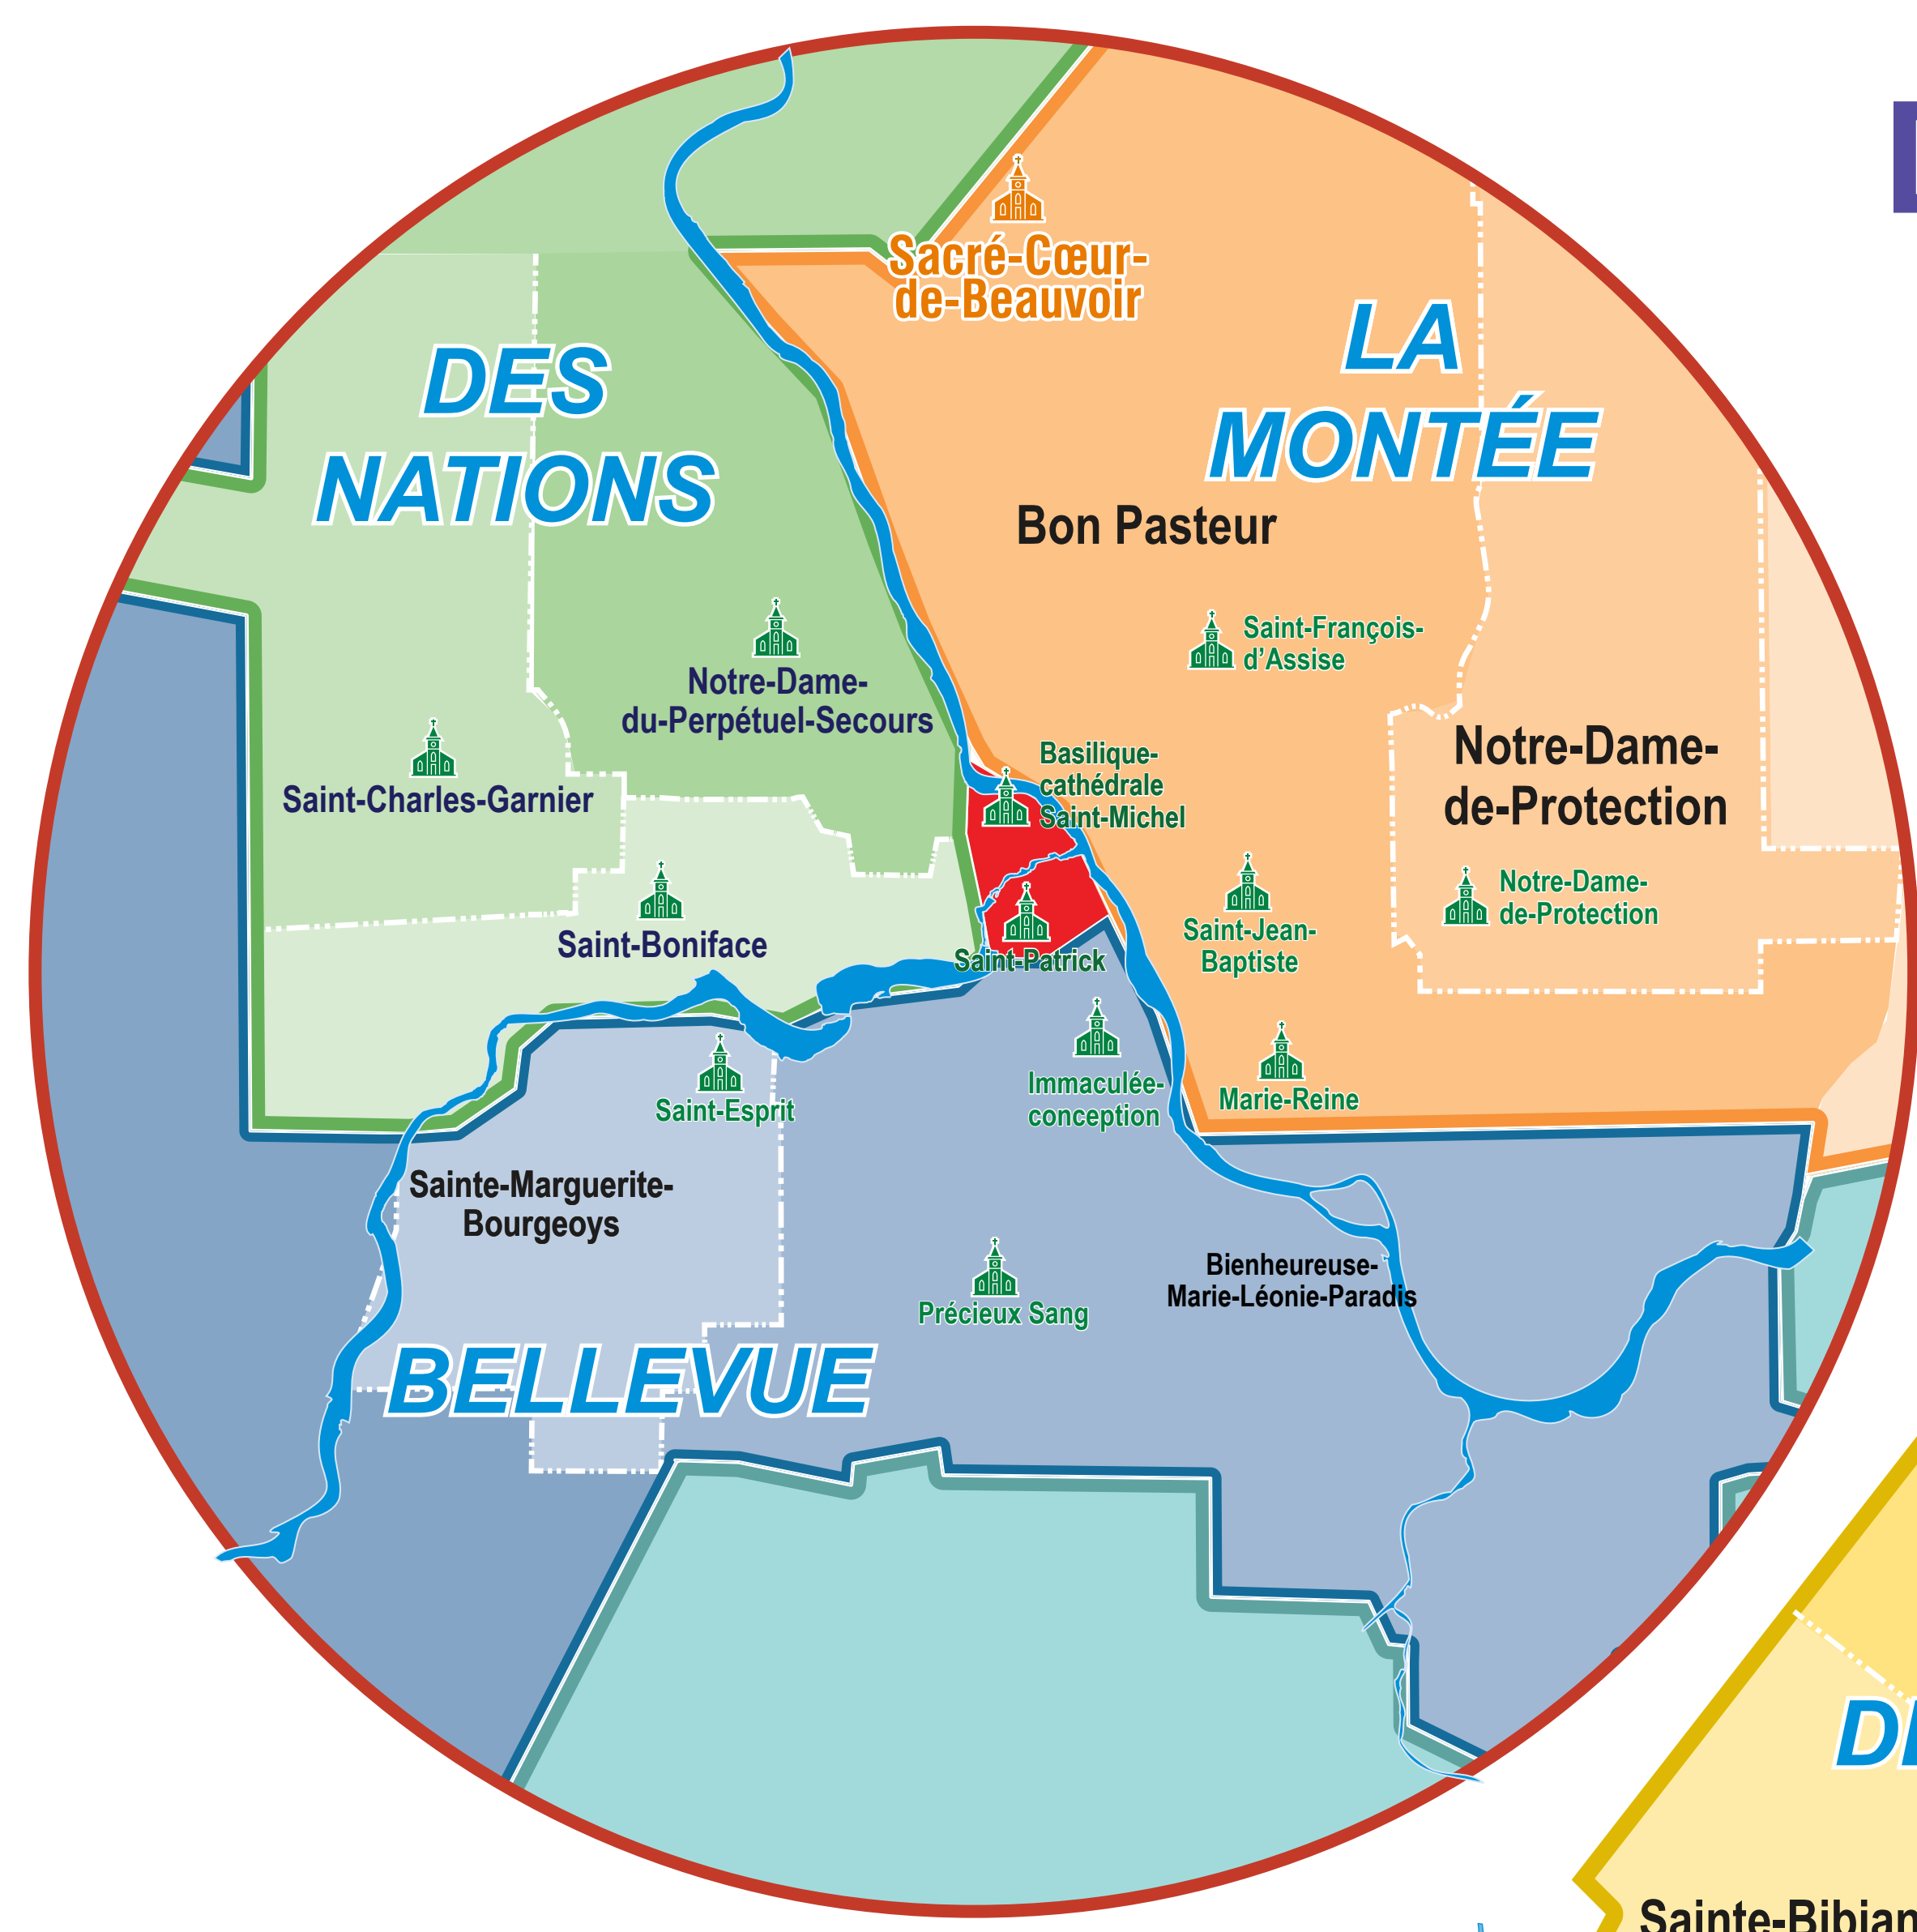 Sacré-Cœur-
de-Beauvoir
LA
MONTÉE
DES
NATIONS
Bon Pasteur
Saint-François-
d’Assise
Notre-Dame-
du-Perpétuel-Secours
Notre-Dame-
de-Protection
Saint-Charles-Garnier
Basilique-
cathédrale
Saint-Michel
Notre-Dame-
de-Protection
Saint-Boniface
Saint-Patrick
Saint-Jean-
Baptiste
Saint-Esprit
Immaculée-
conception
Marie-Reine
Sainte-Marguerite-
Bourgeoys
Bienheureuse-
Marie-Léonie-Paradis
Précieux Sang
BELLEVUE
Sainte-Bibian